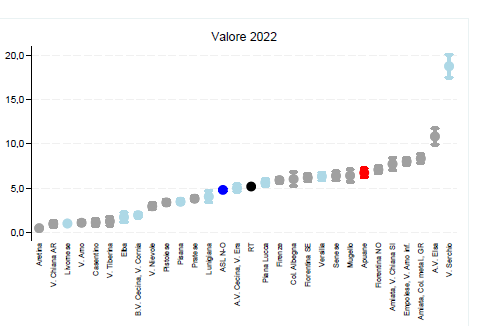 Valore 2022
20,0
15,0
10,0
5,0
0,0
Aretina
V. Chiana AR
Livornese
V. Arno
Casentino
V. Tiberina
Elba
B.V. Cecina, V. Cornia
V. Nievole
Pistoiese
Pisana
Pratese
Lunigiana
ASL N-O
A.V. Cecina, V. Era
RT
Piana Lucca
Firenze
Col. Albegna
Fiorentina SE
Versilia
Senese
Mugello
Apuane
Fiorentina NO
Amiata, V. Chiana SI
Empolese, V. Arno inf.
Amiata, Col. metal., GR
A.V. Elsa
V. Serchio